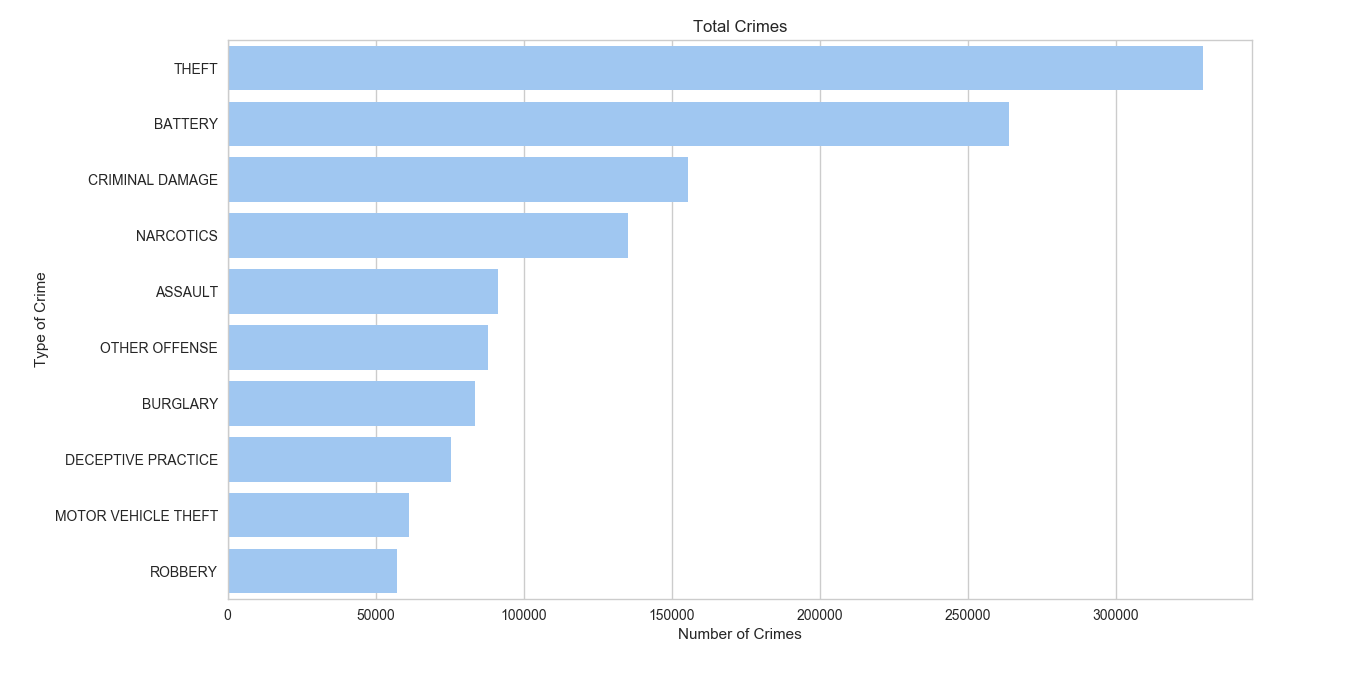 Total Crimes
THEFT
BATTERY
CRIMINAL DAMAGE
NARCOTICS
ASSAULT
OTHER OFFENSE
BURGLARY
DECEPTIVE PRACTICE
MOTOR VEHICLE THEFT
ROBBERY
Type of Crime
0 50000 100000 150000 200000 250000 300000
Number of Crimes